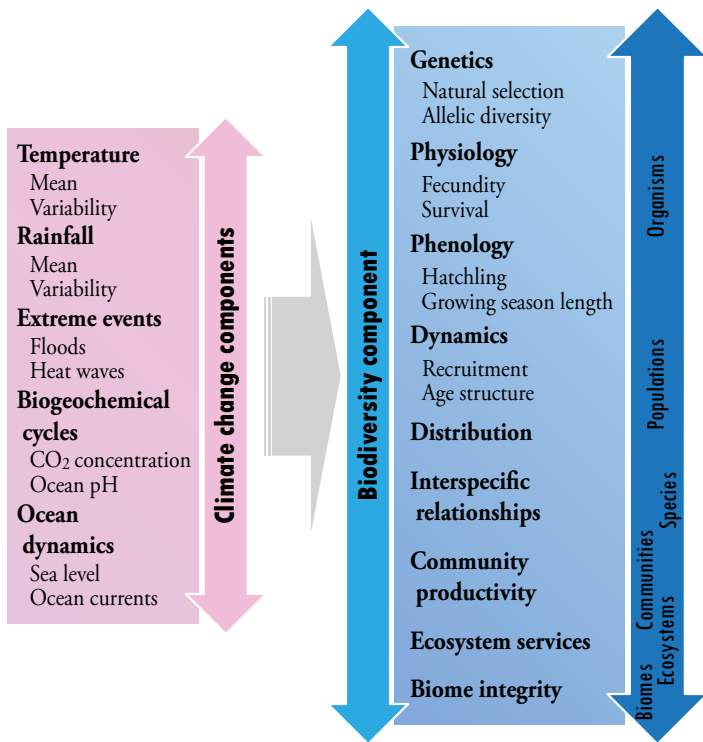 Temperature
Mean
Variability
Rainfall
Mean
Variability
Extreme events
Floods
Heat waves
Biogeochemical
cycles
CO₂ concentration
Ocean pH
Ocean
dynamics
Sea level
Ocean currents
Climate change components
Biodiversity component
Genetics
Natural selection
Allelic diversity
Physiology
Fecundity
Survival
Phenology
Hatchling
Growing season length
Dynamics
Recruitment
Age structure
Distribution
Interspecific
relationships
Community
productivity
Ecosystem services
Biome integrity
Organisms
Populations
Species
Communities
Ecosystems
Biomes